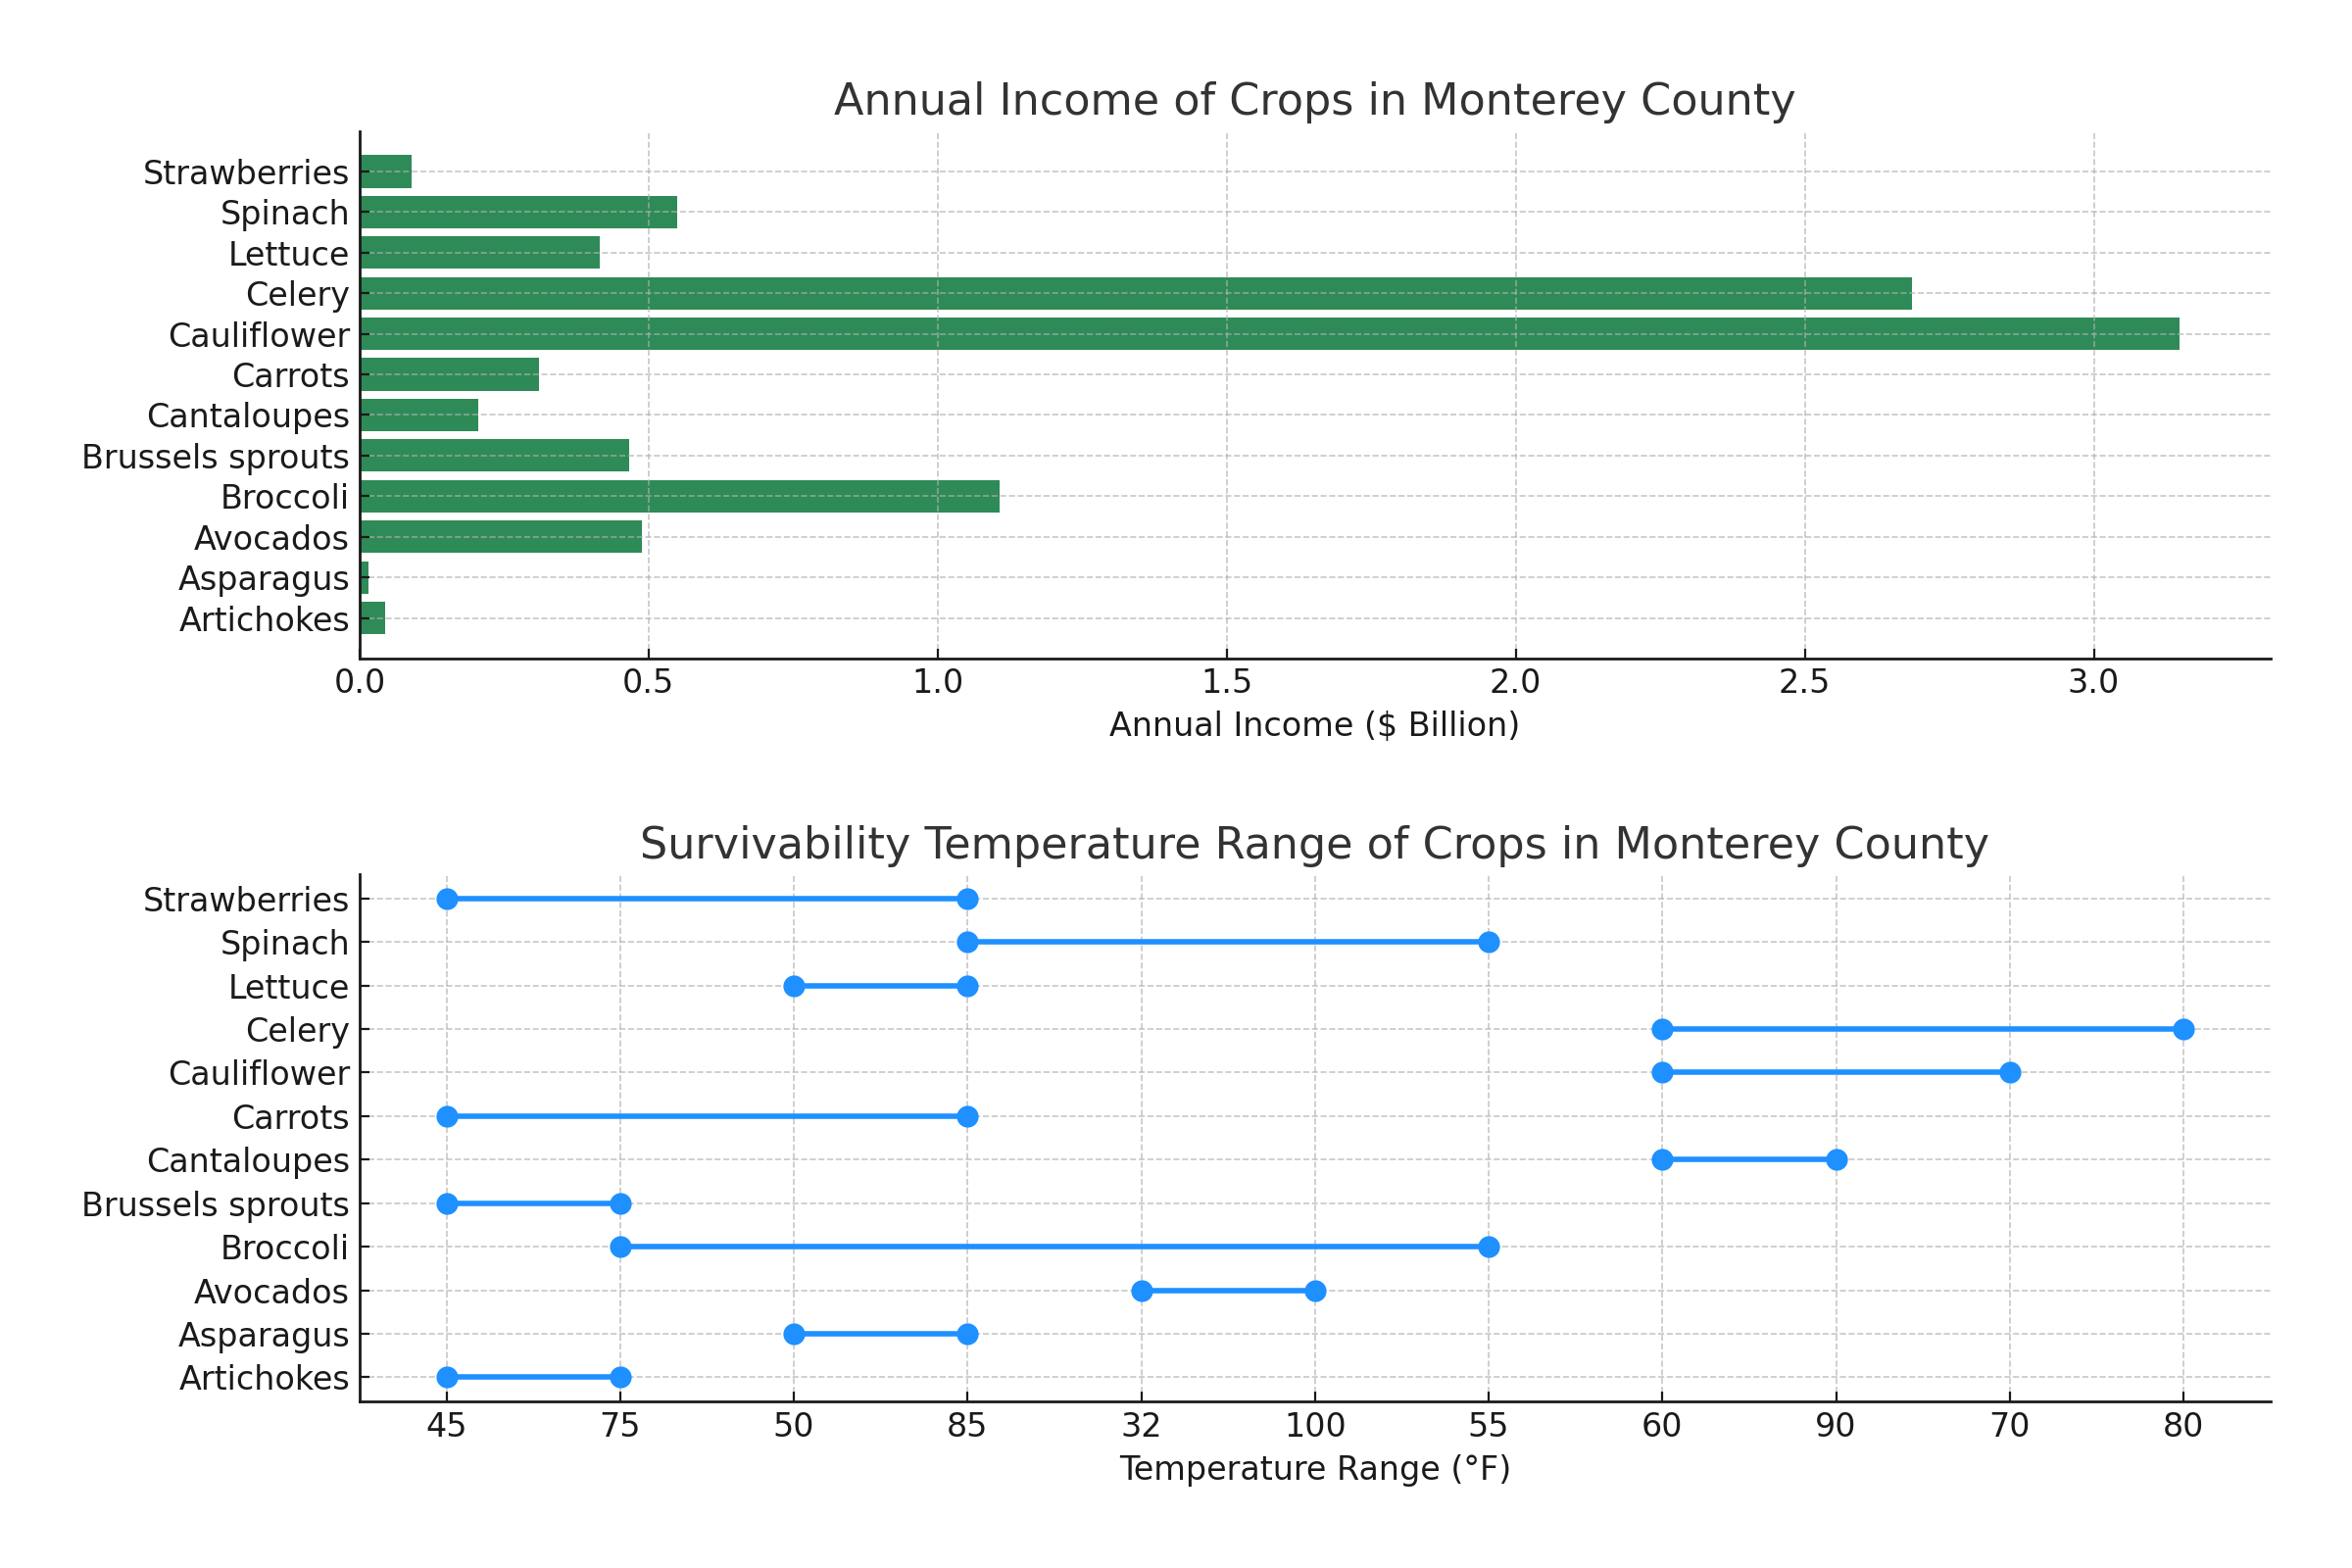 Annual Income of Crops in Monterey County
Strawberries
Spinach
Lettuce
Celery
Cauliflower
Carrots
Cantaloupes
Brussels sprouts
Broccoli
Avocados
Asparagus
Artichokes
0.0 0.5 1.0 1.5 2.0 2.5 3.0
Annual Income ($ Billion)
Survivability Temperature Range of Crops in Monterey County
Strawberries
Spinach
Lettuce
Celery
Cauliflower
Carrots
Cantaloupes
Brussels sprouts
Broccoli
Avocados
Asparagus
Artichokes
45 75 50 85 32 100 55 60 90 70 80
Temperature Range (°F)